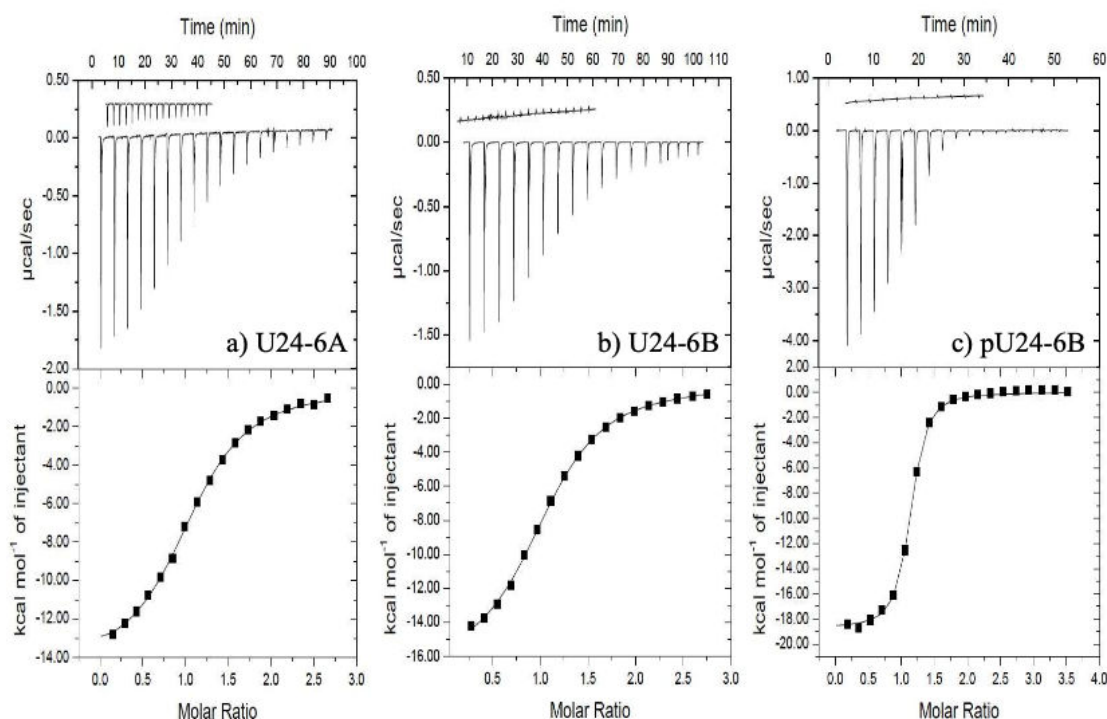 Time (min)
0 10 20 30 40 50 60 70 80 90 100
0.50
0.00
-0.50
-1.00
-1.50
-2.00
µcal/sec
a) U24-6A
0.00
-2.00
-4.00
-6.00
-8.00
-10.00
-12.00
-14.00
kcal mol⁻¹ of injectant
0.0 0.5 1.0 1.5 2.0 2.5 3.0
Molar Ratio
Time (min)
10 20 30 40 50 60 70 80 90 100 110
0.50
0.00
-0.50
-1.00
-1.50
µcal/sec
b) U24-6B
0.00
-2.00
-4.00
-6.00
-8.00
-10.00
-12.00
-14.00
-16.00
kcal mol⁻¹ of injectant
0.0 0.5 1.0 1.5 2.0 2.5 3.0
Molar Ratio
Time (min)
0 10 20 30 40 50 60
1.00
0.00
-1.00
-2.00
-3.00
-4.00
µcal/sec
c) pU24-6B
2.00
0.00
-2.00
-4.00
-6.00
-8.00
-10.00
-12.00
-14.00
-16.00
-18.00
-20.00
kcal mol⁻¹ of injectant
0.0 0.5 1.0 1.5 2.0 2.5 3.0 3.5 4.0
Molar Ratio